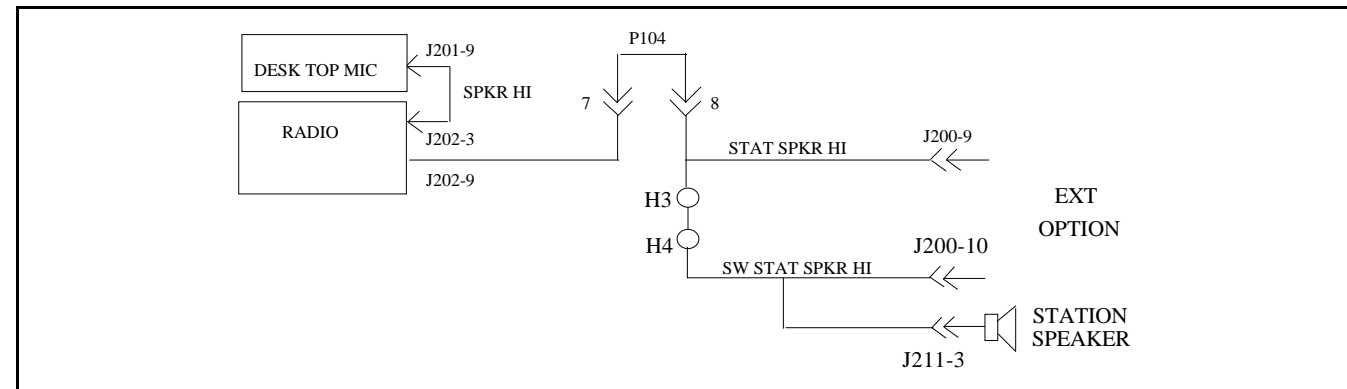 P104
J201-9
DESK TOP MIC
SPKR HI
7
8
RADIO
J202-3
STAT SPKR HI
J200-9
J202-9
H3
EXT
OPTION
H4
J200-10
SW STAT SPKR HI
STATION
SPEAKER
J211-3